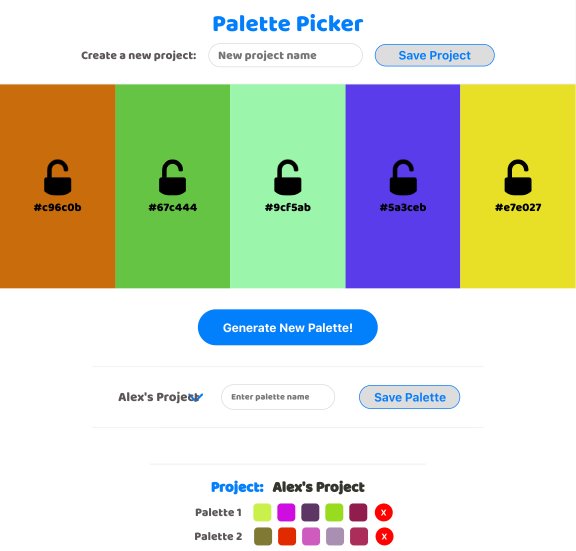 Palette Picker
Create a new project: New project name Save Project
#c96c0b #67c444 #9cf5ab #5a3ceb #e7e027
Generate New Palette!
Alex's Project Enter palette name Save Palette
Project: Alex's Project
Palette 1 X
Palette 2 X